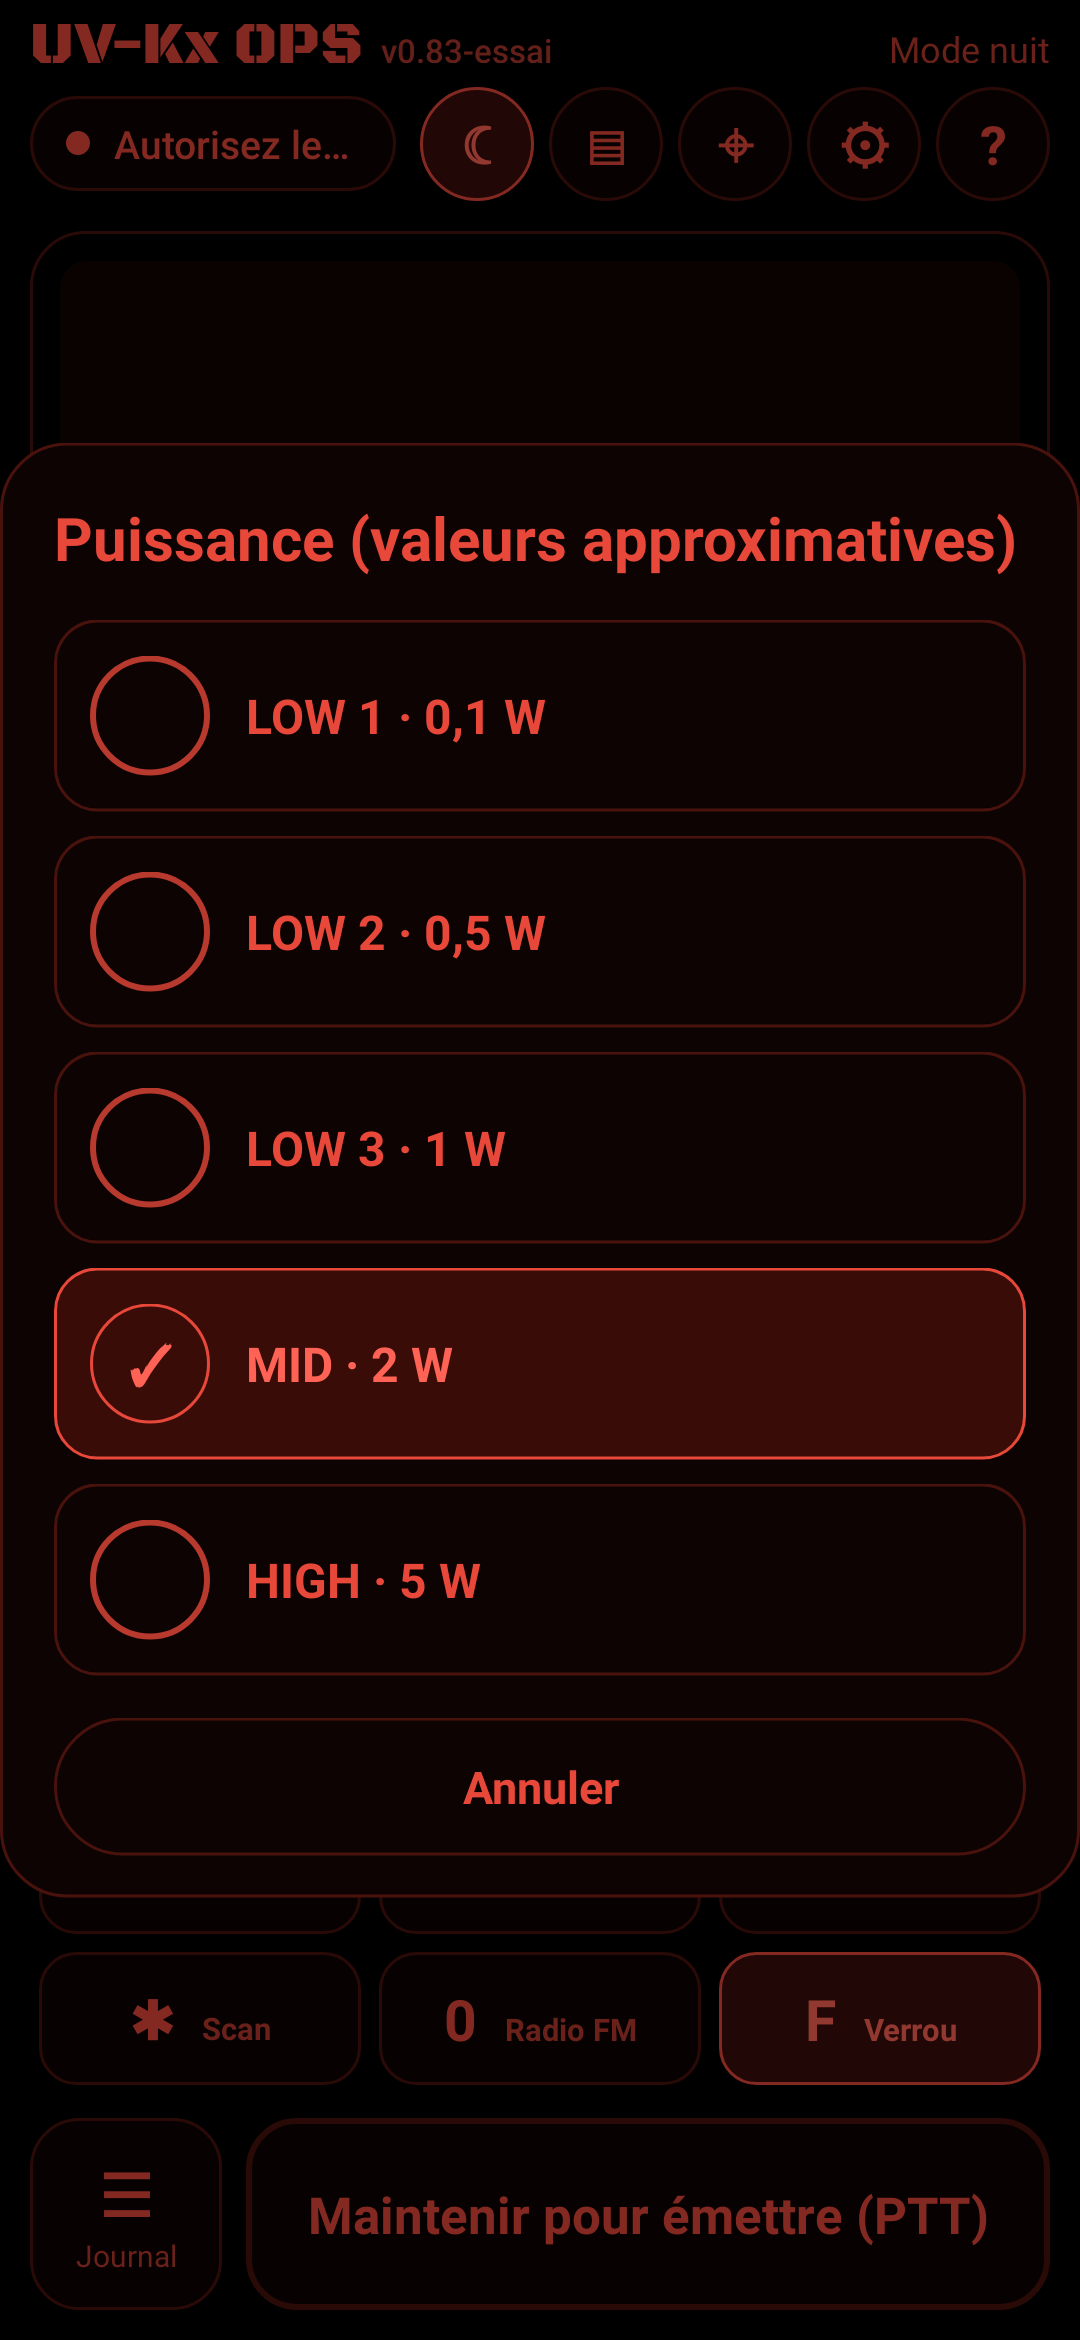 UV-Kx OPS v0.83-essai Mode nuit
Autorisez le…
?
Puissance (valeurs approximatives)
LOW 1 · 0,1 W
LOW 2 · 0,5 W
LOW 3 · 1 W
MID · 2 W
HIGH · 5 W
Annuler
✱ Scan
0 Radio FM
F Verrou
Journal
Maintenir pour émettre (PTT)